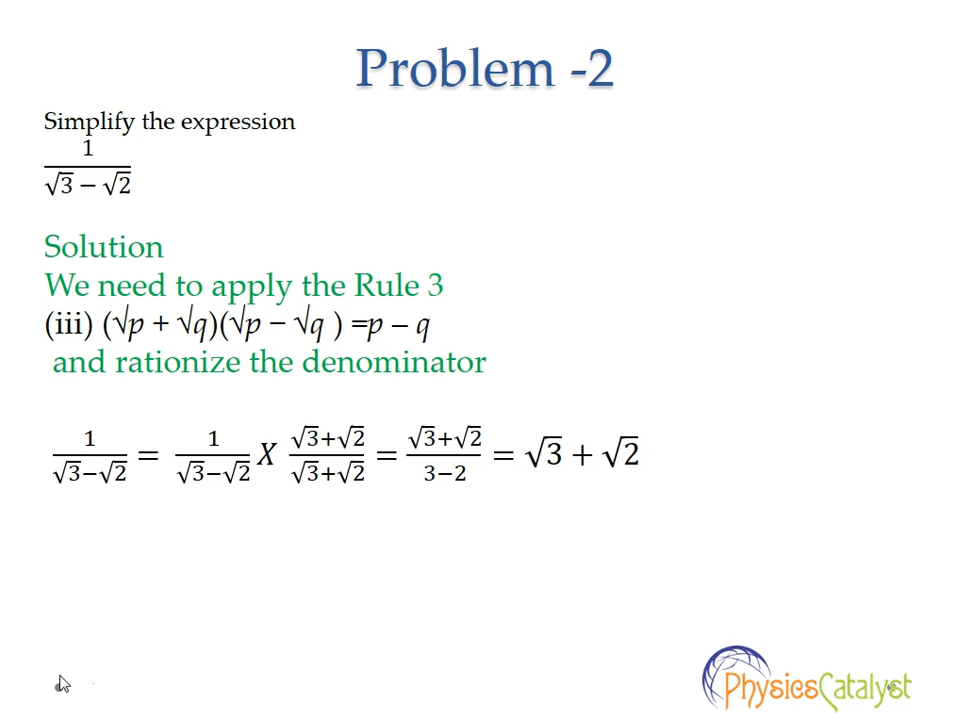 Problem -2
Simplify the expression
1
√3 − √2
Solution
We need to apply the Rule 3
(iii) (√p + √q)(√p − √q ) =p – q
and rationize the denominator
1/(√3−√2) = 1/(√3−√2) X (√3+√2)/(√3+√2) = (√3+√2)/(3−2) = √3 + √2
PhysicsCatalyst